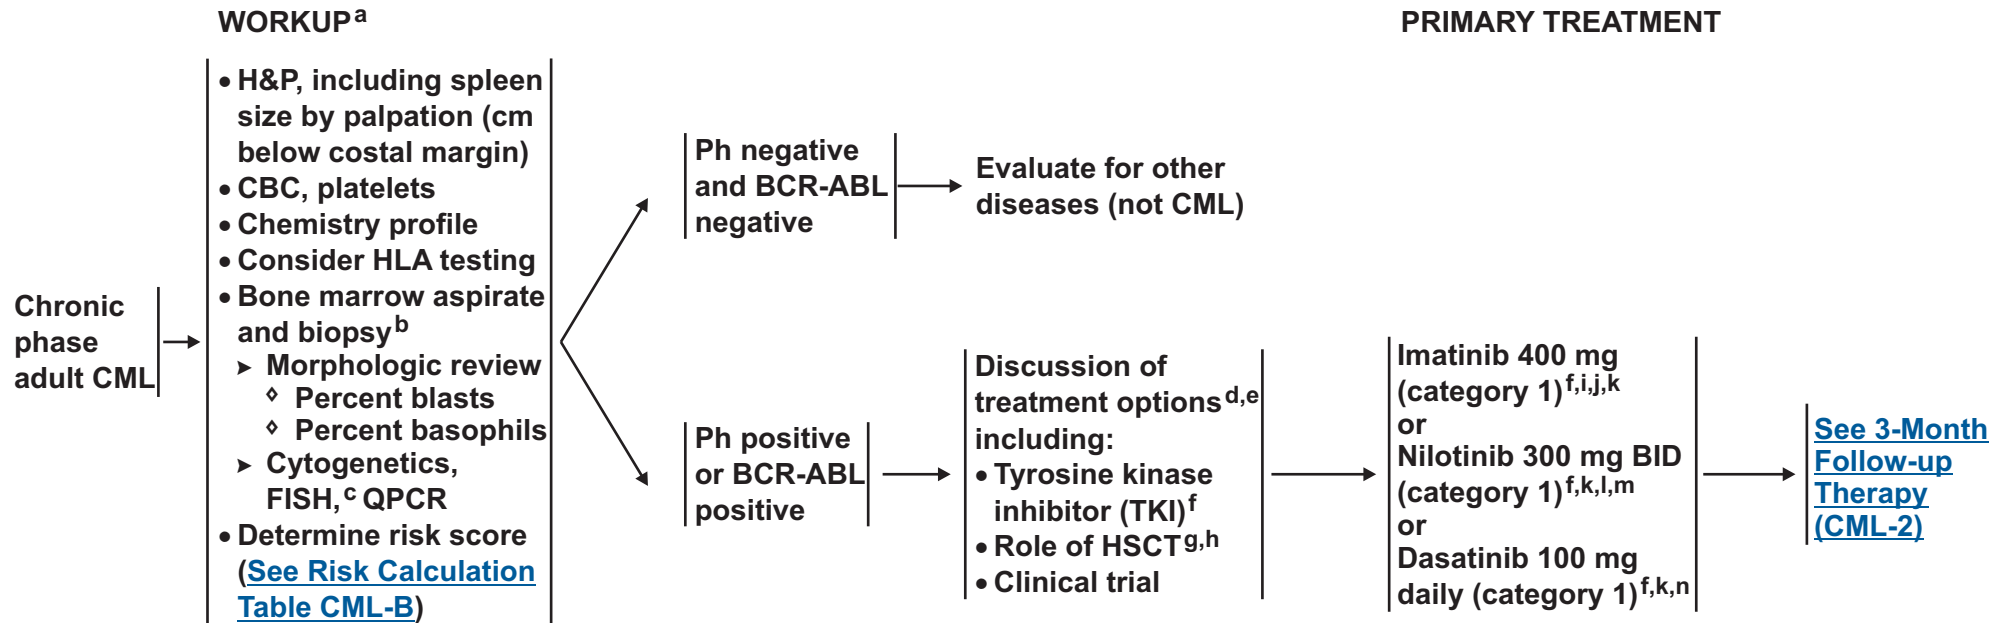 WORKUPᵃ
PRIMARY TREATMENT
Chronic
phase
adult CML
• H&P, including spleen
size by palpation (cm
below costal margin)
• CBC, platelets
• Chemistry profile
• Consider HLA testing
• Bone marrow aspirate
and biopsyᵇ
➤ Morphologic review
◊ Percent blasts
◊ Percent basophils
➤ Cytogenetics,
FISH,ᶜ QPCR
• Determine risk score
(See Risk Calculation
Table CML-B)
Ph negative
and BCR-ABL
negative
Evaluate for other
diseases (not CML)
Ph positive
or BCR-ABL
positive
Discussion of
treatment optionsᵈ,ᵉ
including:
• Tyrosine kinase
inhibitor (TKI)ᶠ
• Role of HSCTᵍ,ʰ
• Clinical trial
Imatinib 400 mg
(category 1)ᶠ,ⁱ,ʲ,ᵏ
or
Nilotinib 300 mg BID
(category 1)ᶠ,ᵏ,ˡ,ᵐ
or
Dasatinib 100 mg
daily (category 1)ᶠ,ᵏ,ⁿ
See 3-Month
Follow-up
Therapy
(CML-2)